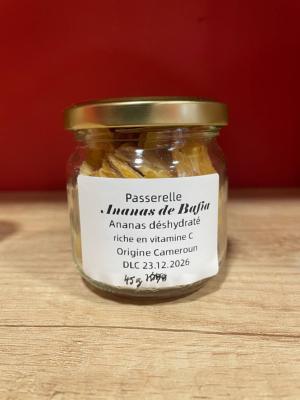 Passerelle
Ananas de Bafia
Ananas déshydraté
riche en vitamine C
Origine Cameroun
DLC 23.12.2026
45g